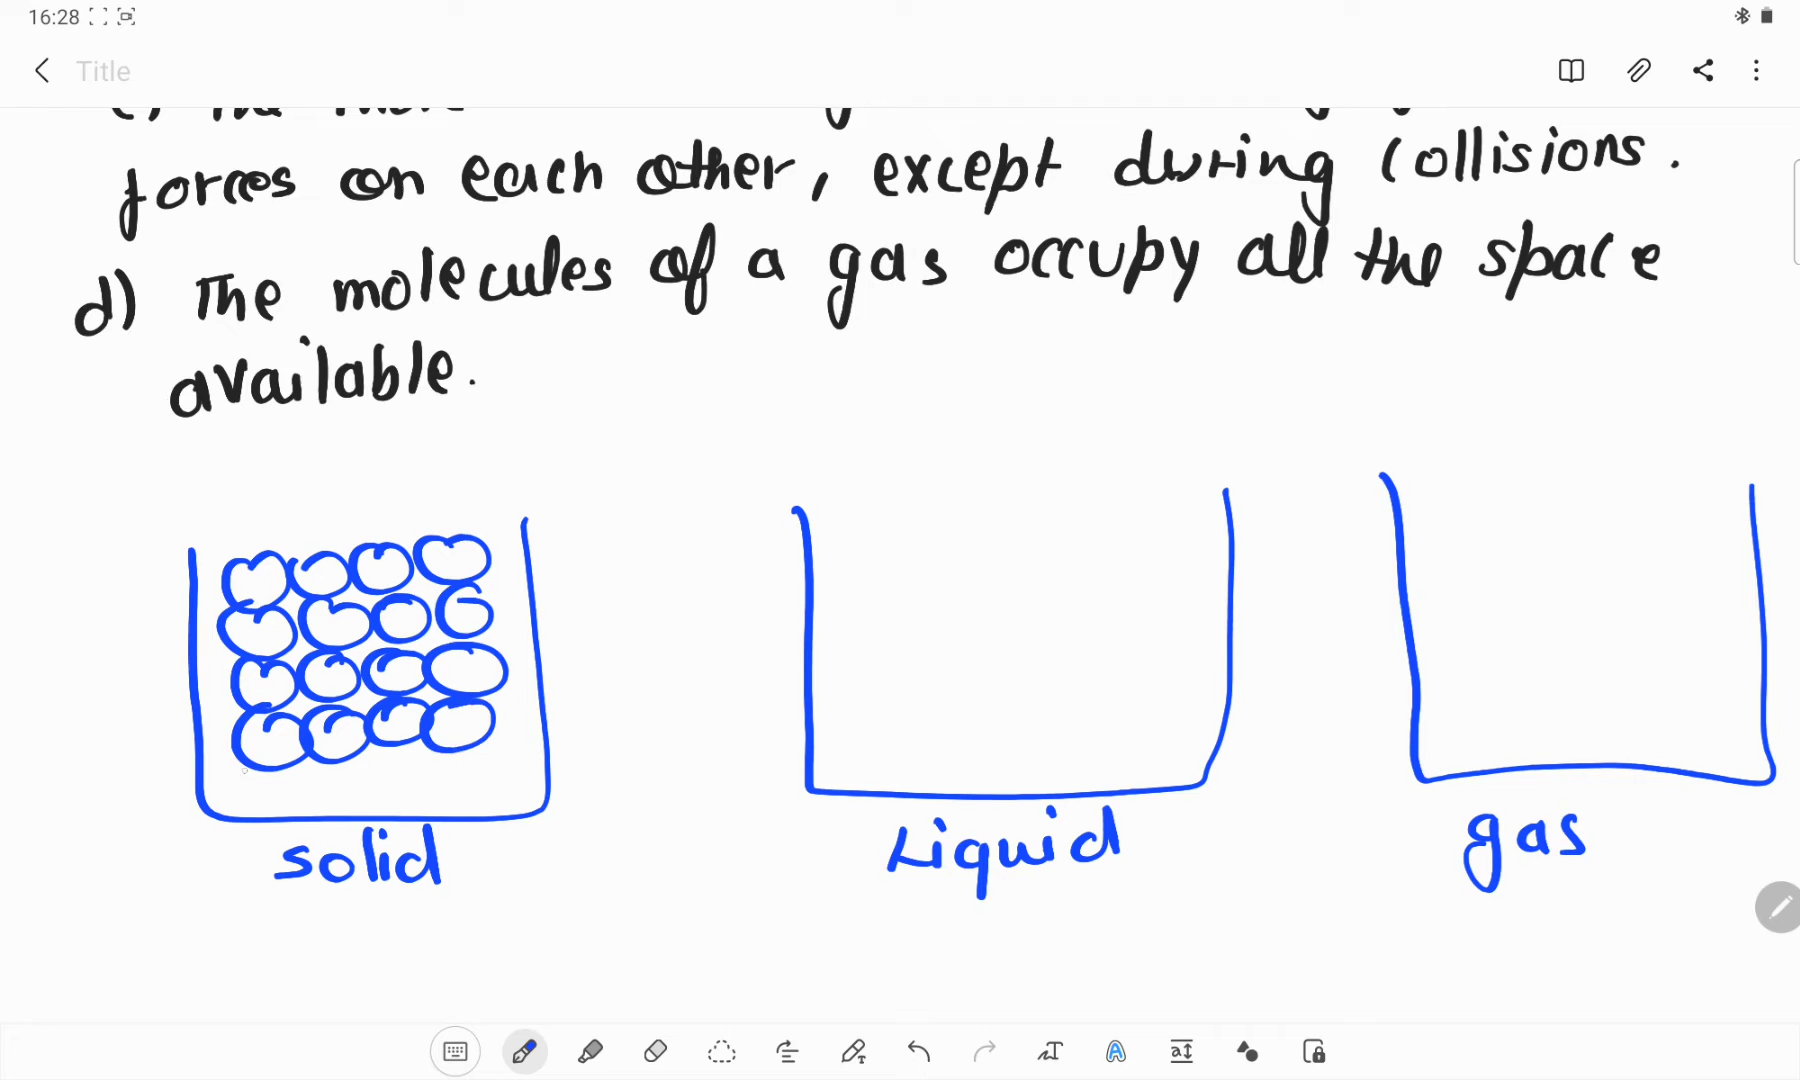 16:28
Title
forces on each other, except during collisions.
d) The molecules of a gas occupy all the space
available.
solid
Liquid
gas